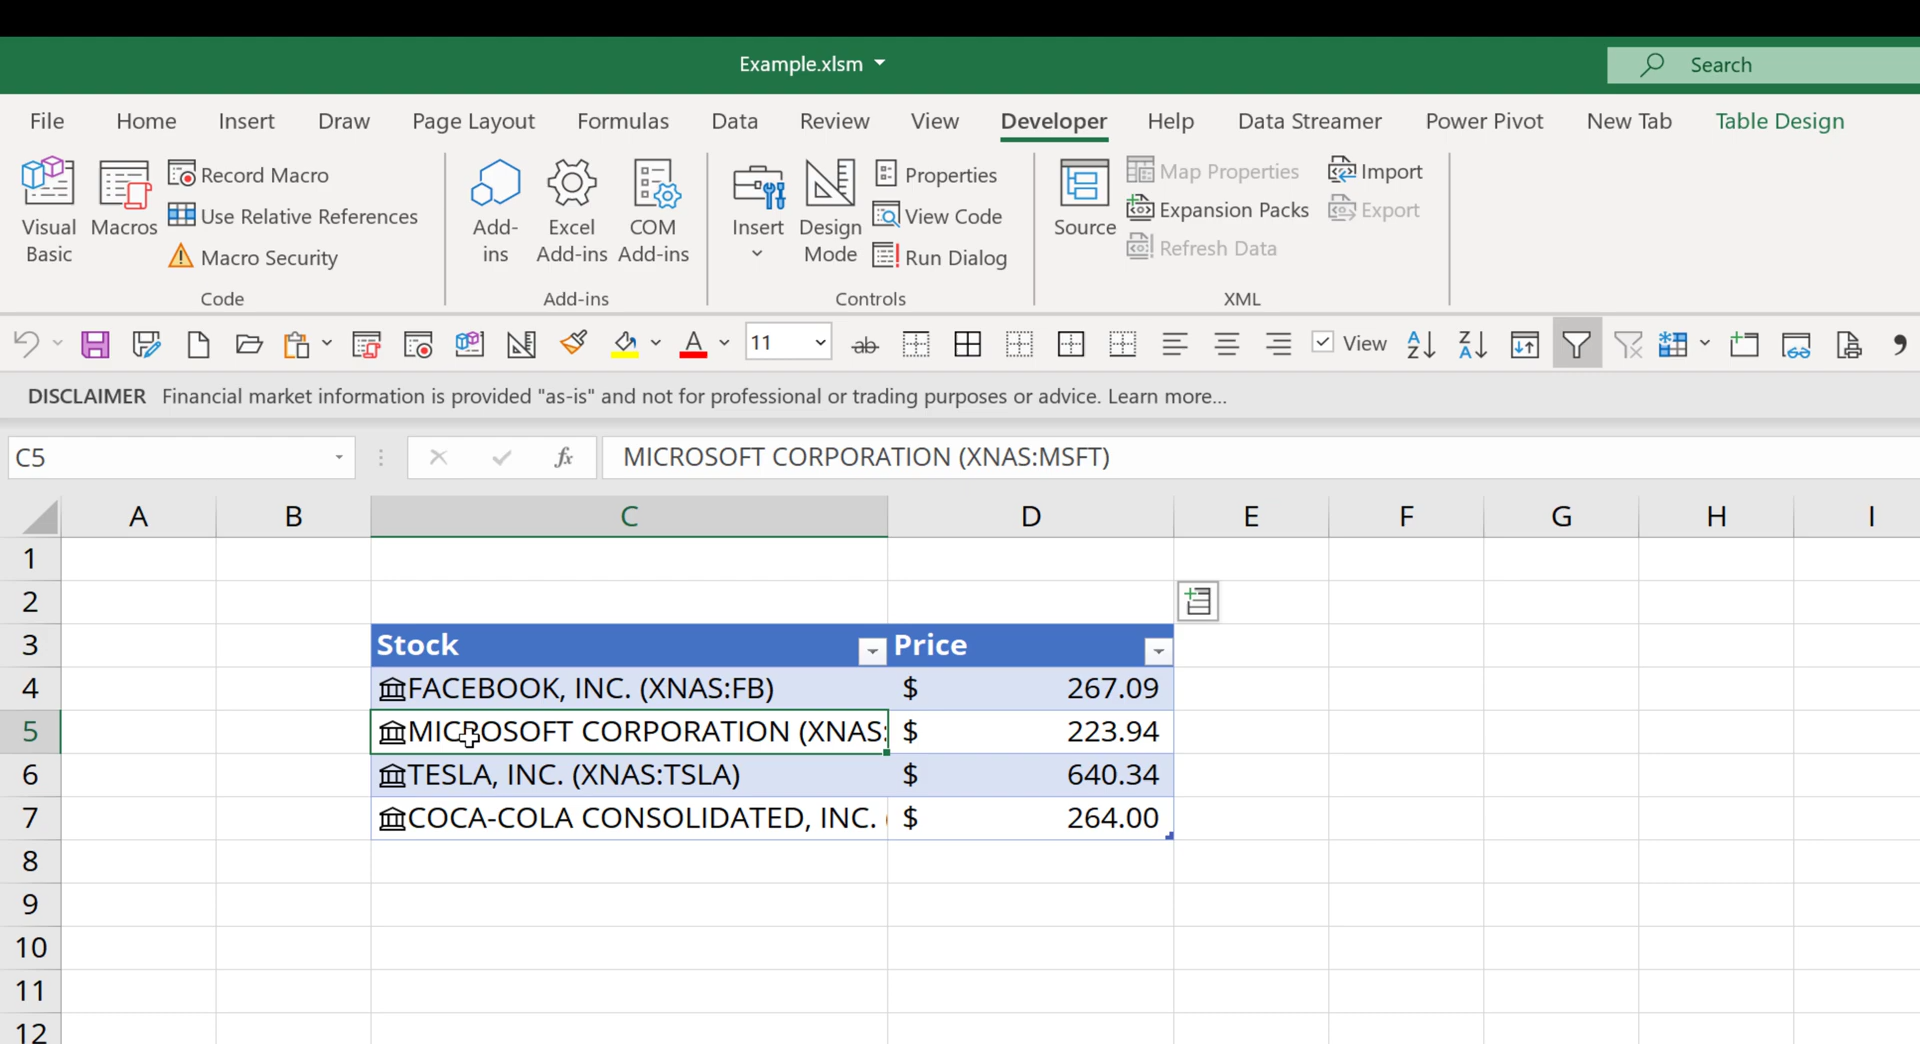 Example.xlsm
Search
File Home Insert Draw Page Layout Formulas Data Review View Developer Help Data Streamer Power Pivot New Tab Table Design
Visual Basic
Macros
Record Macro
Use Relative References
Macro Security
Code
Add-ins
Excel Add-ins
COM Add-ins
Add-ins
Insert
Design Mode
Properties
View Code
Run Dialog
Controls
Source
Map Properties
Expansion Packs
Refresh Data
Import
Export
XML
11
View
DISCLAIMER Financial market information is provided "as-is" and not for professional or trading purposes or advice. Learn more...
C5 fx MICROSOFT CORPORATION (XNAS:MSFT)
A B C D E F G H I
1
2
3 Stock Price
4 FACEBOOK, INC. (XNAS:FB) $ 267.09
5 MICROSOFT CORPORATION (XNAS: $ 223.94
6 TESLA, INC. (XNAS:TSLA) $ 640.34
7 COCA-COLA CONSOLIDATED, INC. ( $ 264.00
8
9
10
11
12